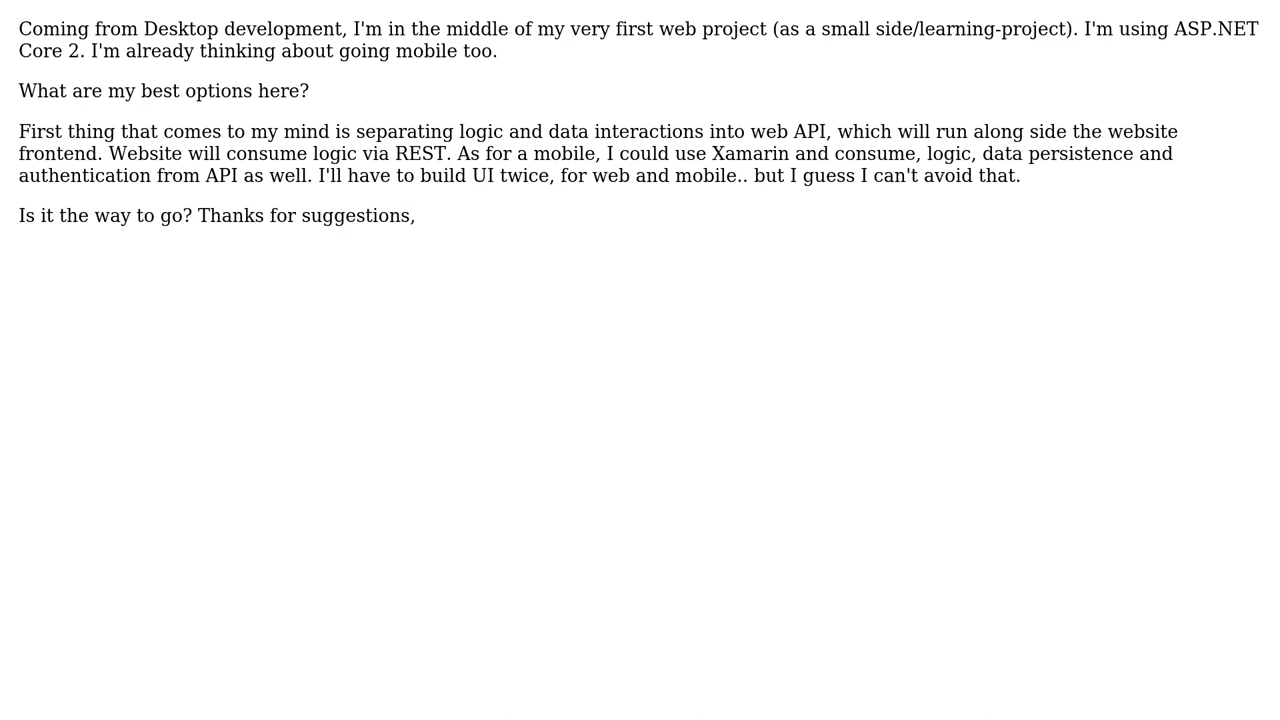 Coming from Desktop development, I'm in the middle of my very first web project (as a small side/learning-project). I'm using ASP.NET
Core 2. I'm already thinking about going mobile too.
What are my best options here?
First thing that comes to my mind is separating logic and data interactions into web API, which will run along side the website
frontend. Website will consume logic via REST. As for a mobile, I could use Xamarin and consume, logic, data persistence and
authentication from API as well. I'll have to build UI twice, for web and mobile.. but I guess I can't avoid that.
Is it the way to go? Thanks for suggestions,